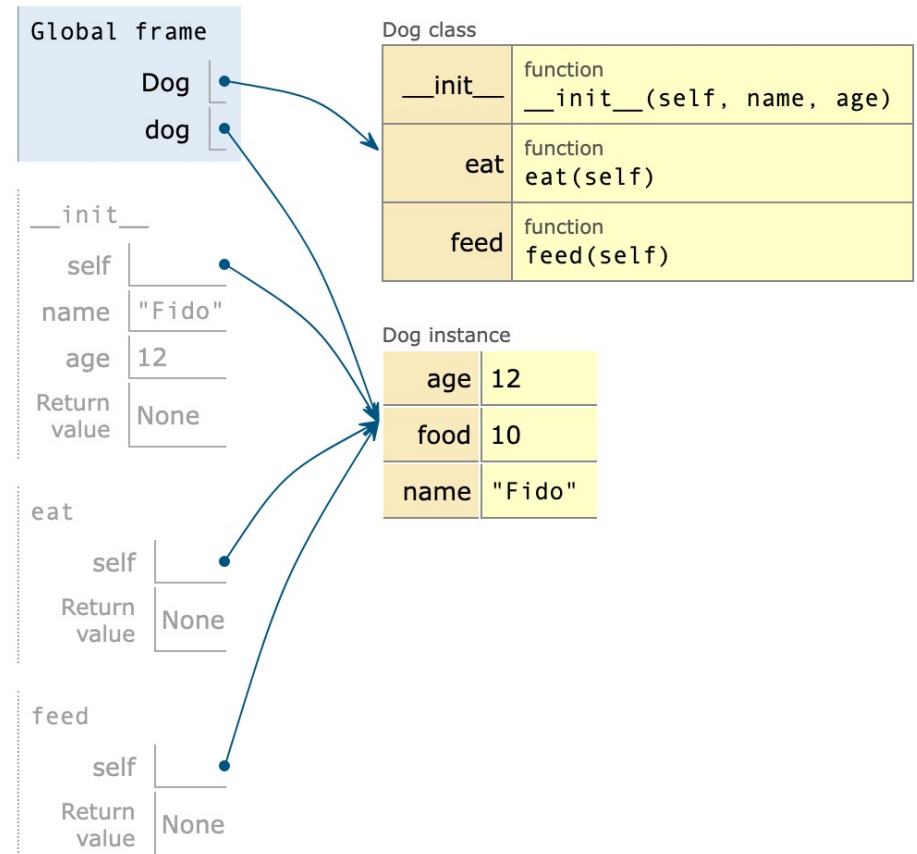 Global frame
Dog
dog
__init__
self
name "Fido"
age 12
Return
value None
eat
self
Return
value None
feed
self
Return
value None
Dog class
__init__ function
__init__(self, name, age)
eat function
eat(self)
feed function
feed(self)
Dog instance
age 12
food 10
name "Fido"